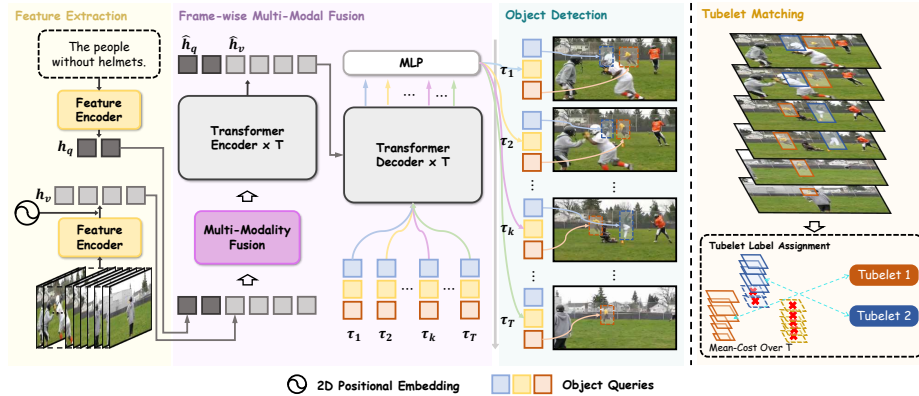 Feature Extraction
The people
without helmets.
Feature
Encoder
h_q
h_v
Feature
Encoder
Frame-wise Multi-Modal Fusion
ĥ_q ĥ_v
Transformer
Encoder × T
Multi-Modality
Fusion
MLP
... ...
Transformer
Decoder × T
... ...
τ_1 τ_2 τ_k τ_T
Object Detection
τ_1
τ_2
τ_k
τ_T
Tubelet Matching
Tubelet Label Assignment
Tubelet 1
Tubelet 2
Mean-Cost Over T
2D Positional Embedding
Object Queries